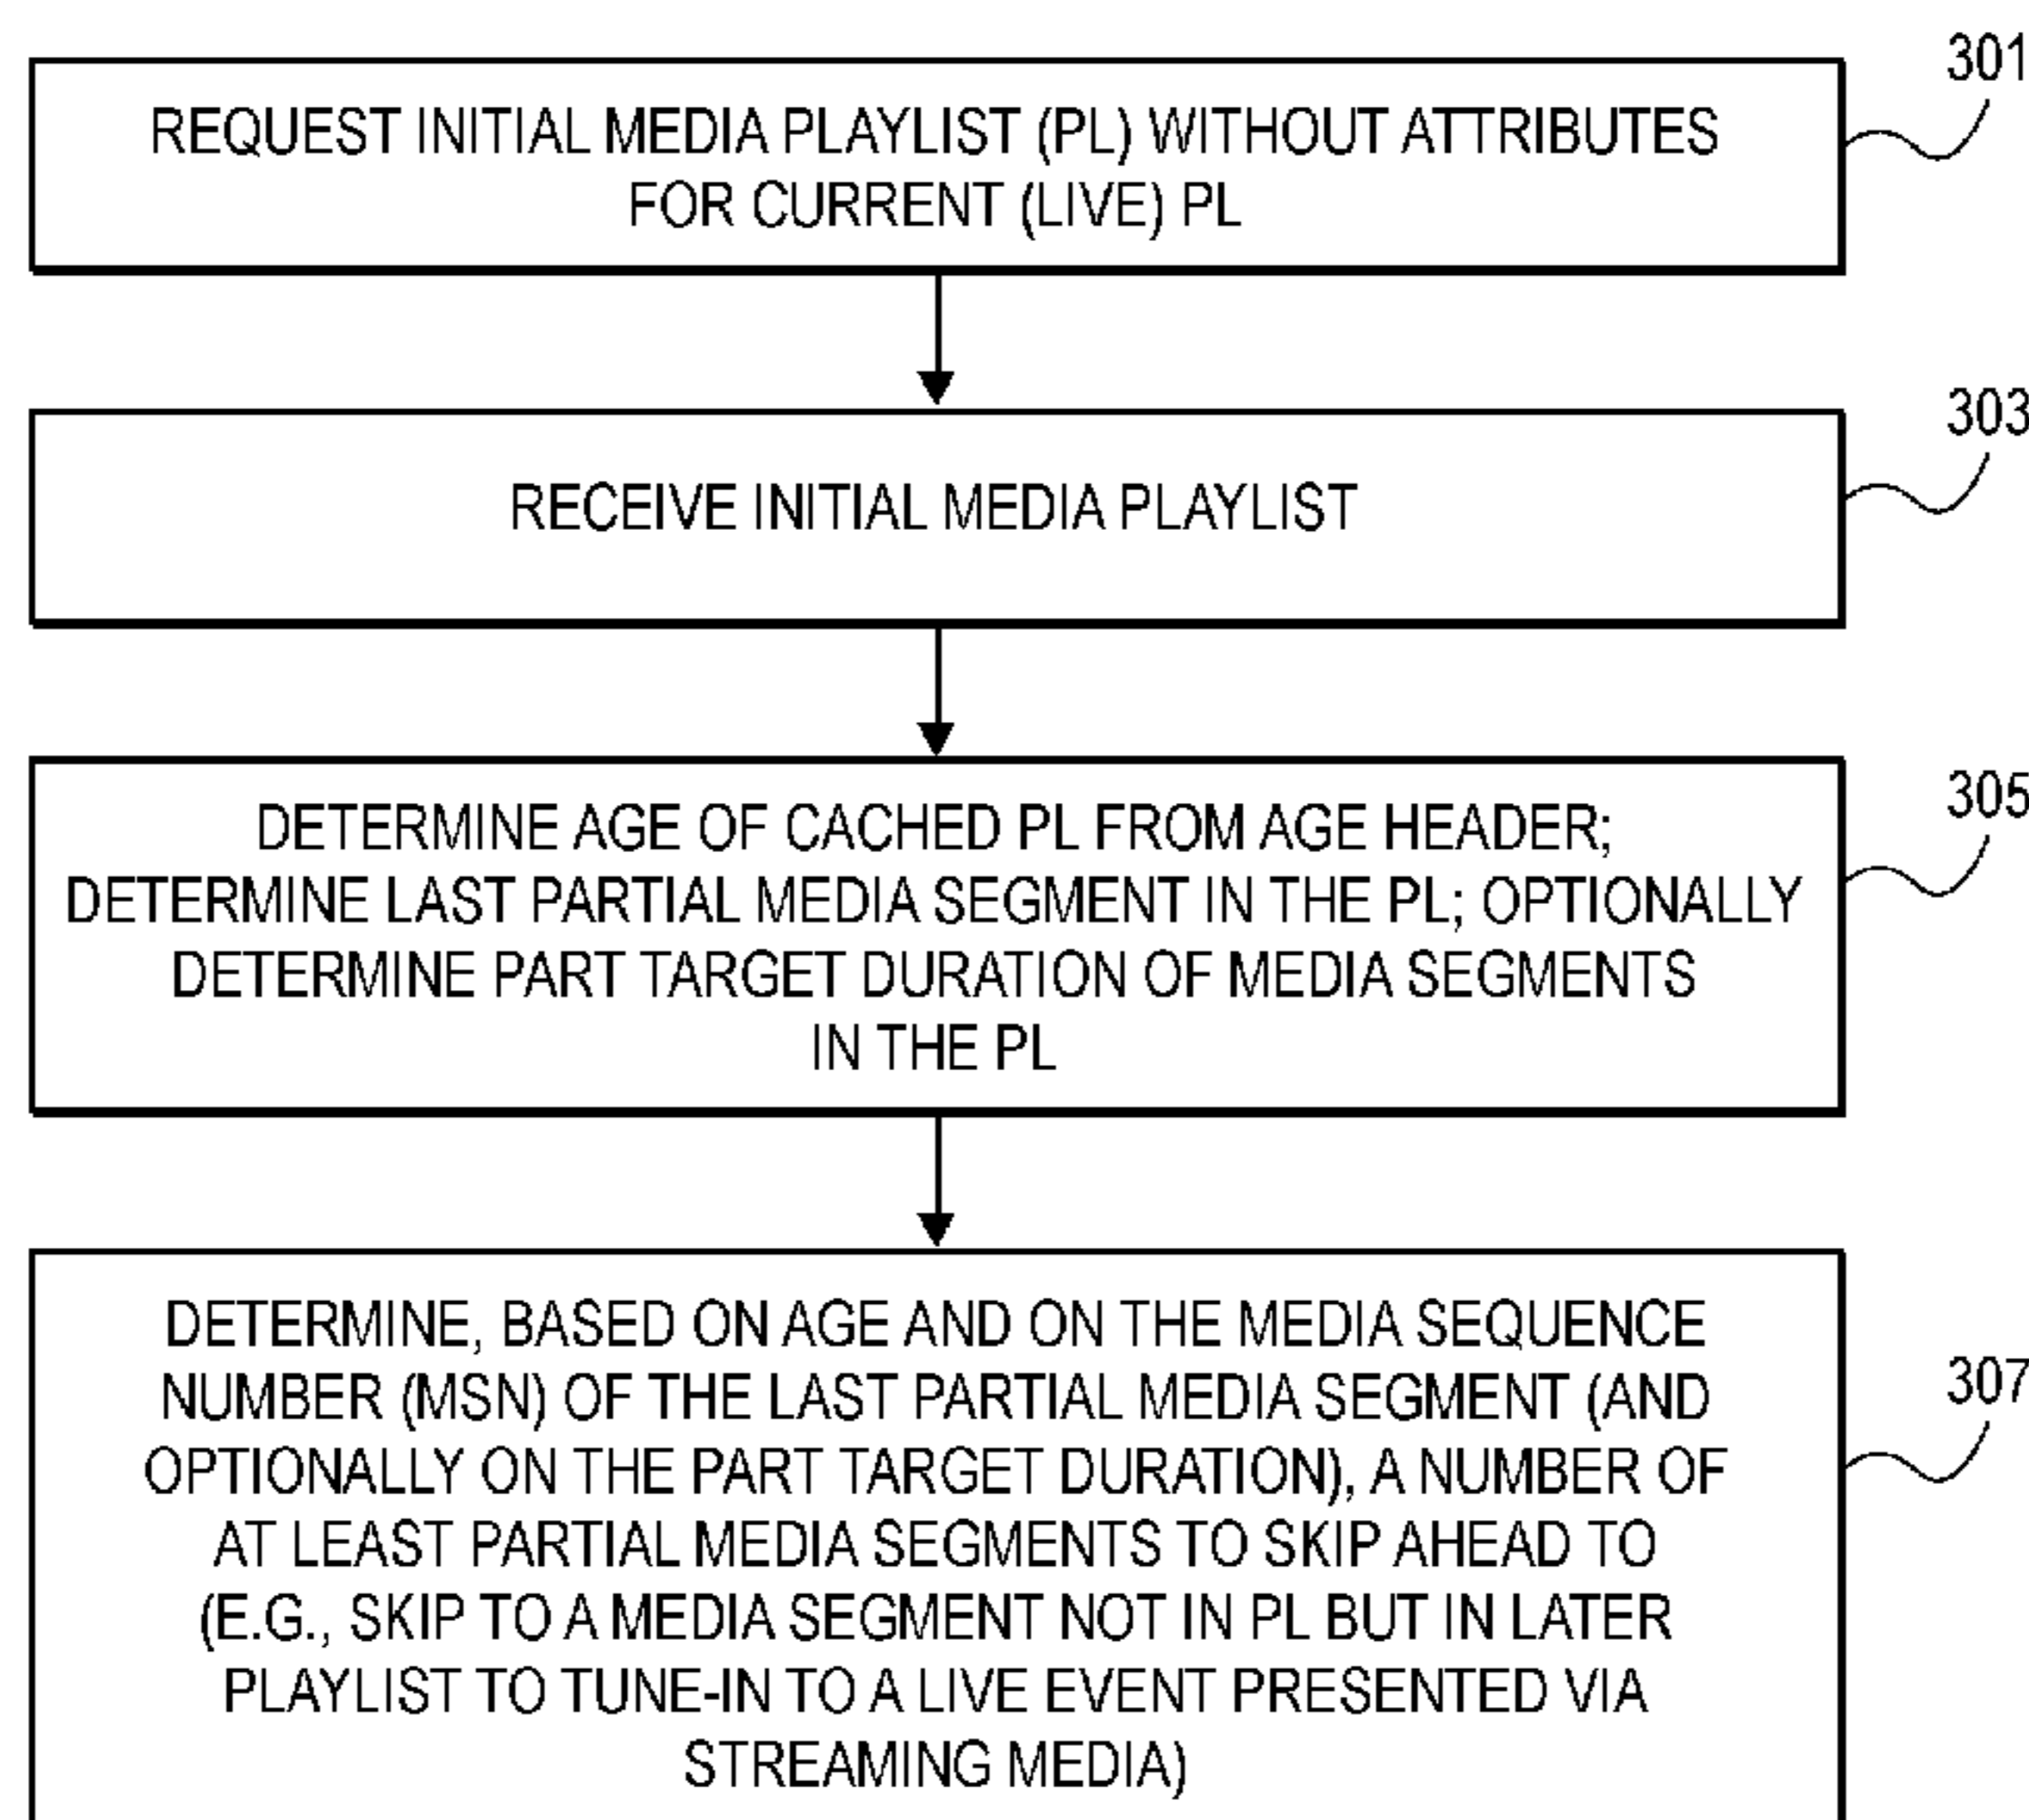 301
REQUEST INITIAL MEDIA PLAYLIST (PL) WITHOUT ATTRIBUTES
FOR CURRENT (LIVE) PL
303
RECEIVE INITIAL MEDIA PLAYLIST
305
DETERMINE AGE OF CACHED PL FROM AGE HEADER;
DETERMINE LAST PARTIAL MEDIA SEGMENT IN THE PL; OPTIONALLY
DETERMINE PART TARGET DURATION OF MEDIA SEGMENTS
IN THE PL
307
DETERMINE, BASED ON AGE AND ON THE MEDIA SEQUENCE
NUMBER (MSN) OF THE LAST PARTIAL MEDIA SEGMENT (AND
OPTIONALLY ON THE PART TARGET DURATION), A NUMBER OF
AT LEAST PARTIAL MEDIA SEGMENTS TO SKIP AHEAD TO
(E.G., SKIP TO A MEDIA SEGMENT NOT IN PL BUT IN LATER
PLAYLIST TO TUNE-IN TO A LIVE EVENT PRESENTED VIA
STREAMING MEDIA)